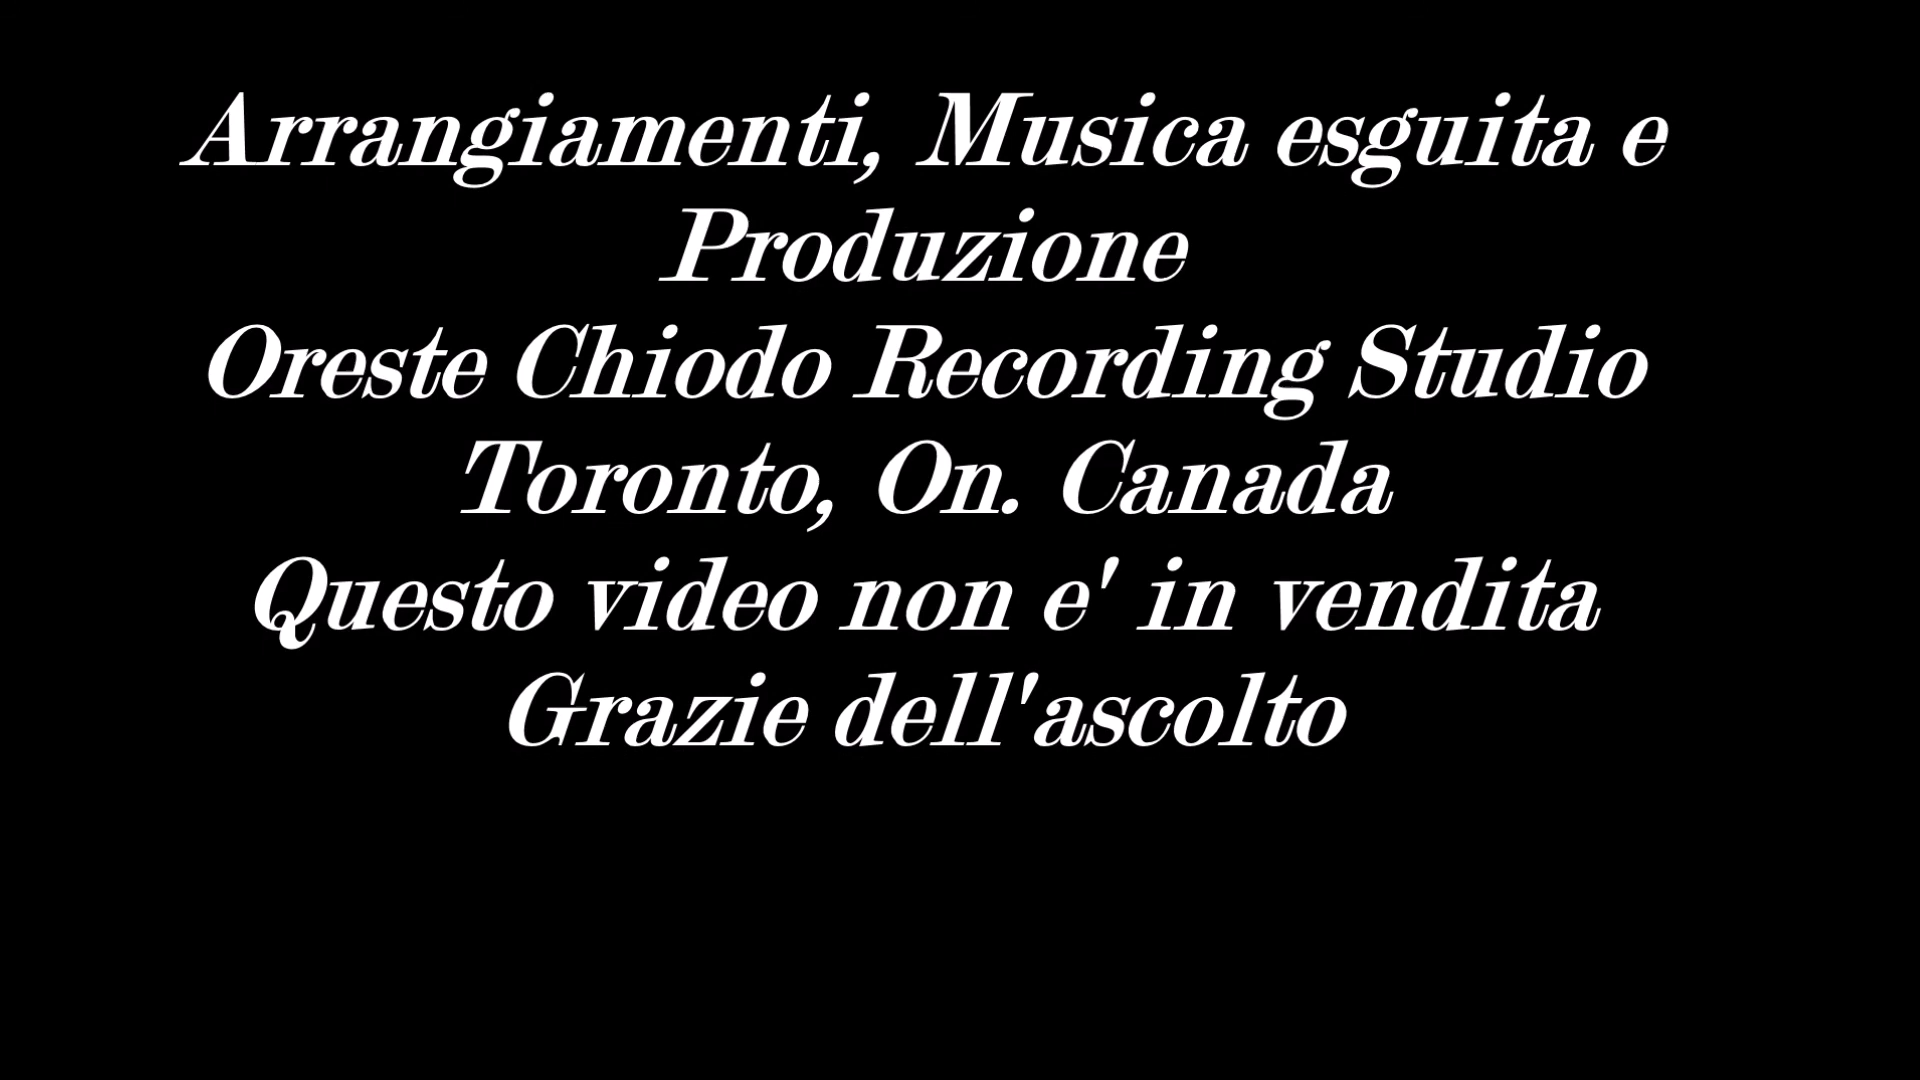 Arrangiamenti, Musica esguita e
Produzione
Oreste Chiodo Recording Studio
Toronto, On. Canada
Questo video non e' in vendita
Grazie dell'ascolto